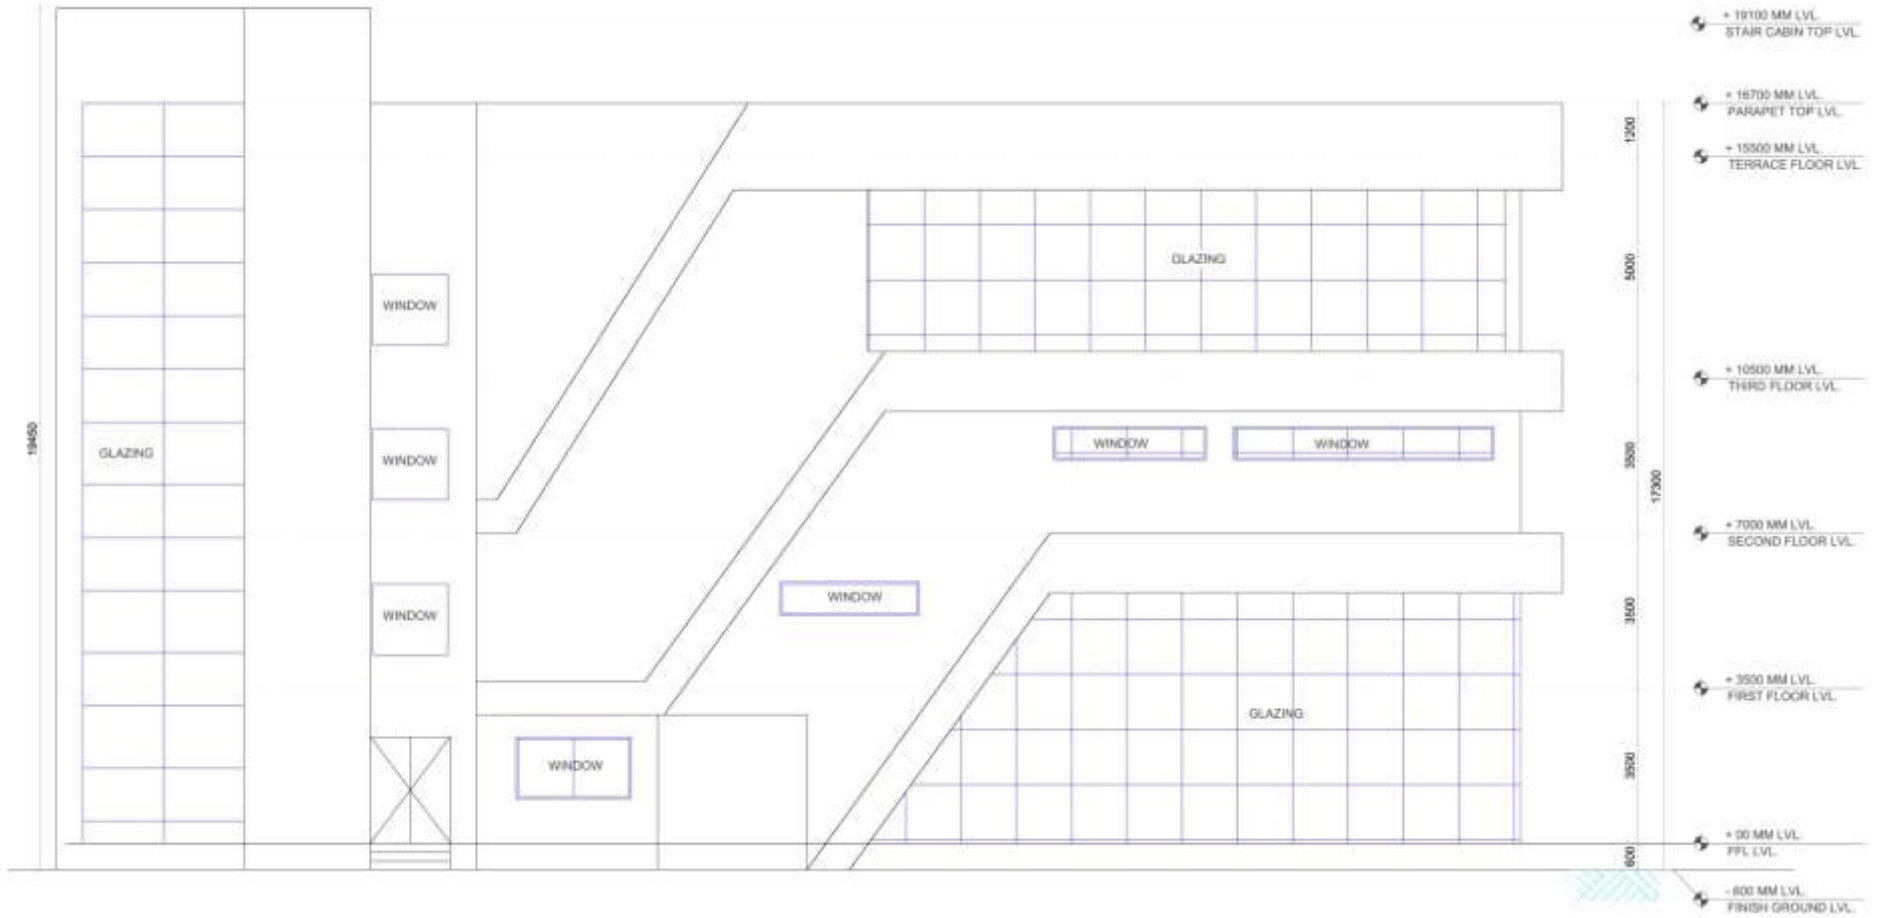 + 19100 MM LVL.
STAIR CABIN TOP LVL.
+ 16700 MM LVL.
PARAPET TOP LVL.
1200
+ 15500 MM LVL.
TERRACE FLOOR LVL.
GLAZING
5000
WINDOW
+ 10500 MM LVL.
THIRD FLOOR LVL.
19450
GLAZING
WINDOW
WINDOW
WINDOW
3500
17300
+ 7000 MM LVL.
SECOND FLOOR LVL.
WINDOW
WINDOW
3500
+ 3500 MM LVL.
FIRST FLOOR LVL.
GLAZING
WINDOW
3500
+ 00 MM LVL.
FFL LVL.
600
- 600 MM LVL.
FINISH GROUND LVL.